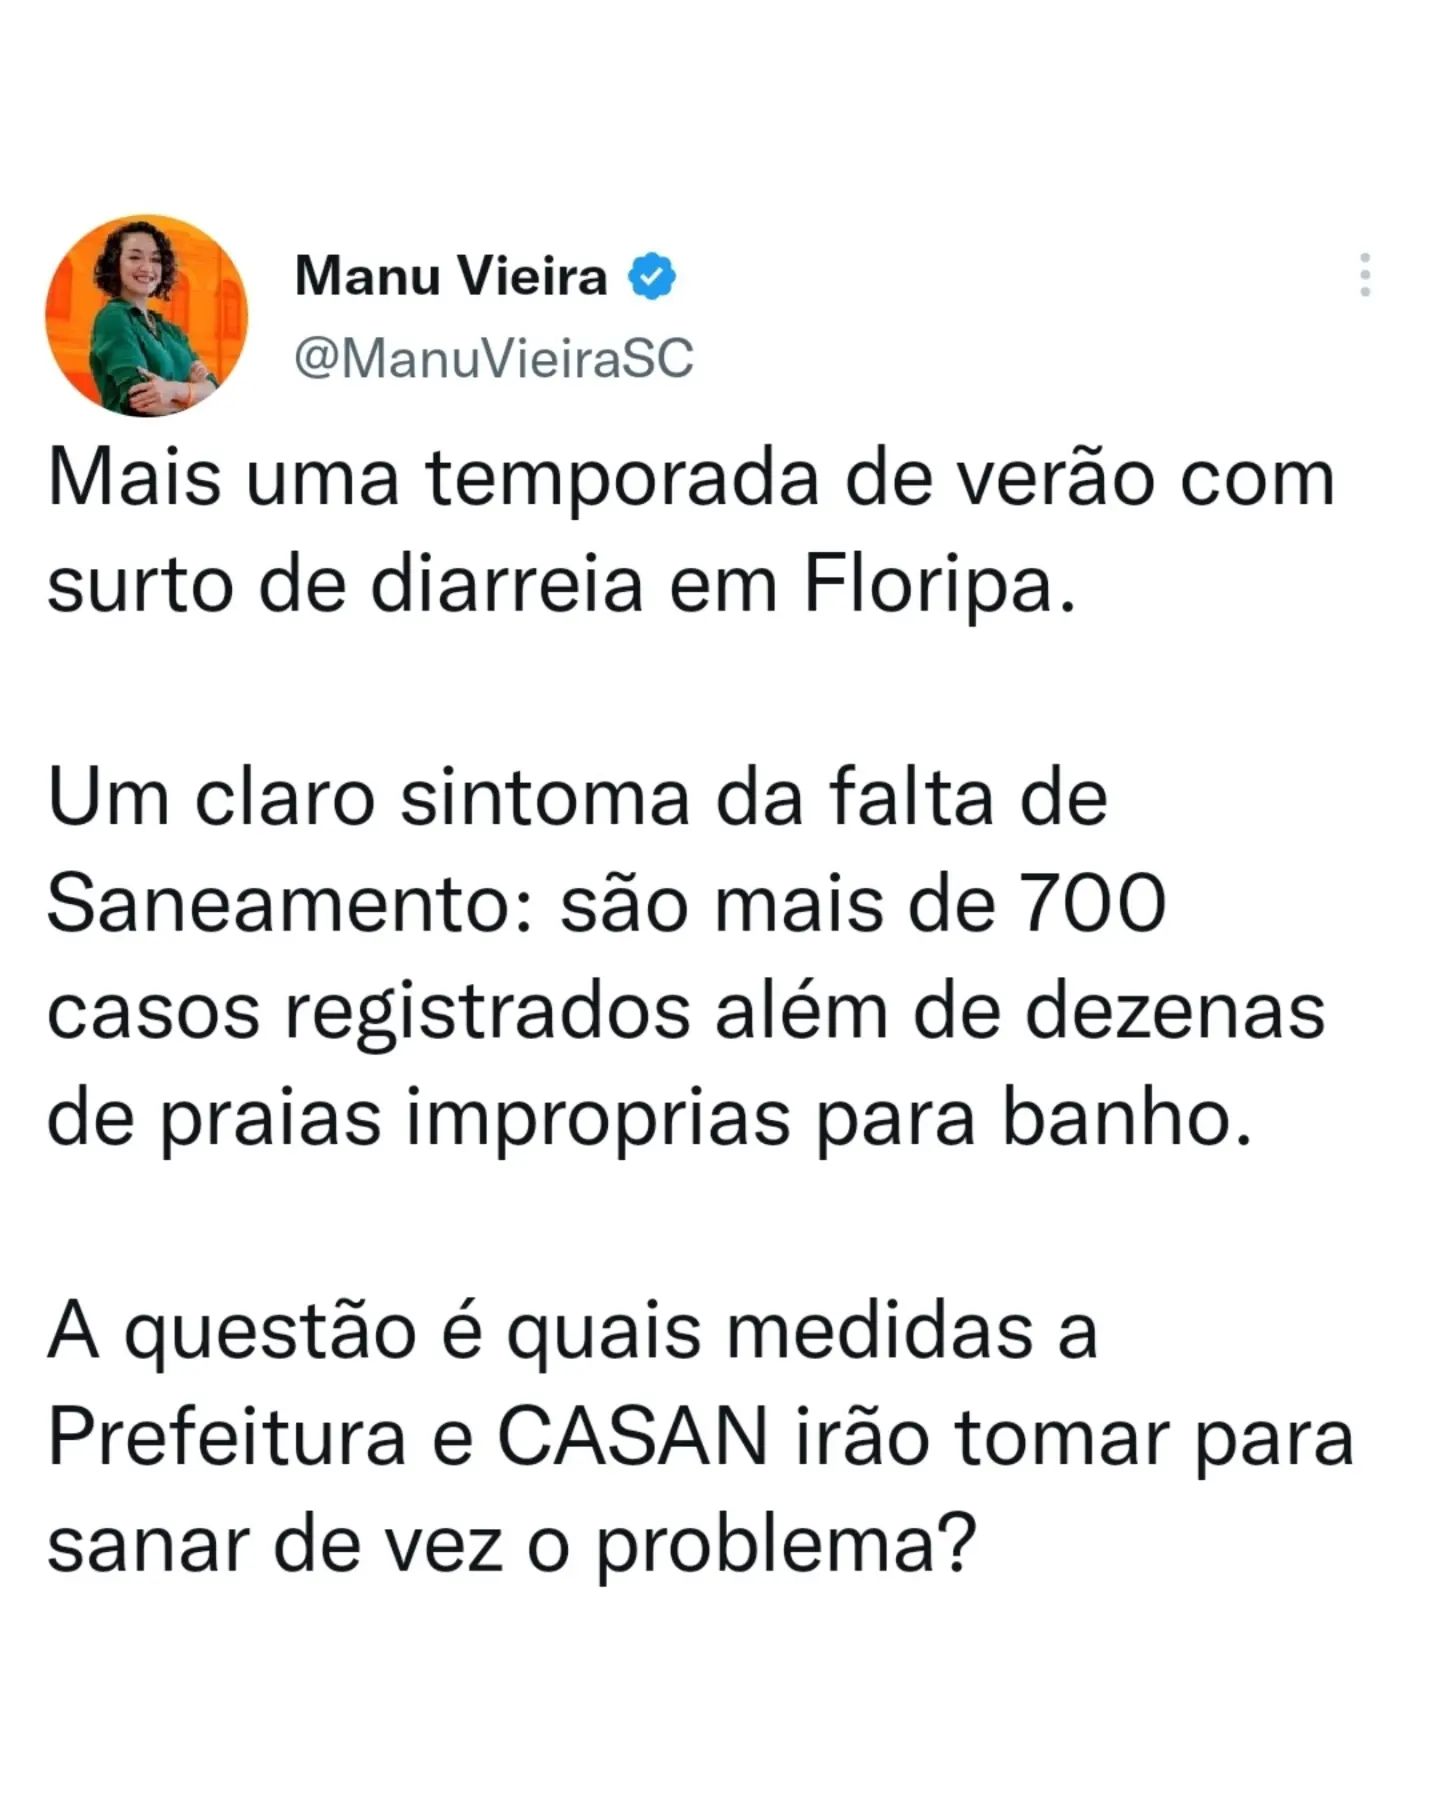 Manu Vieira
@ManuVieiraSC
Mais uma temporada de verão com
surto de diarreia em Floripa.
Um claro sintoma da falta de
Saneamento: são mais de 700
casos registrados além de dezenas
de praias improprias para banho.
A questão é quais medidas a
Prefeitura e CASAN irão tomar para
sanar de vez o problema?